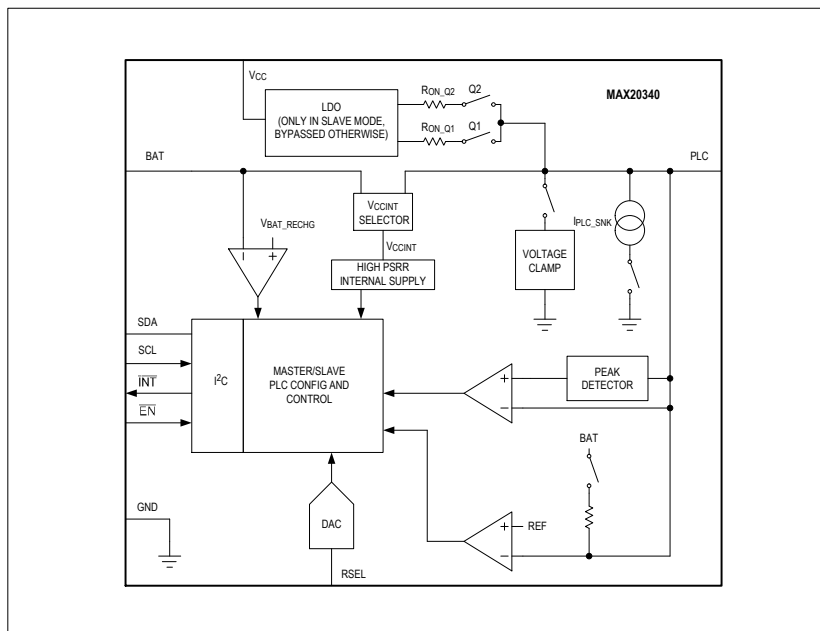 VCC
LDO
(ONLY IN SLAVE MODE,
BYPASSED OTHERWISE)
RON_Q2
Q2
RON_Q1
Q1
MAX20340
BAT
PLC
VCCINT
SELECTOR
VBAT_RECHG
VCCINT
HIGH PSRR
INTERNAL SUPPLY
VOLTAGE
CLAMP
IPLC_SNK
SDA
SCL
INT
EN
I2C
MASTER/SLAVE
PLC CONFIG AND
CONTROL
+
−
PEAK
DETECTOR
BAT
GND
DAC
RSEL
+
−
REF
−
+